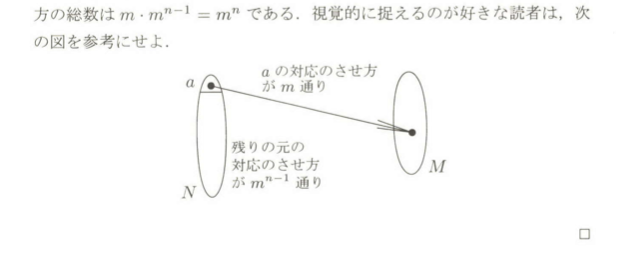 方の総数は m · mⁿ⁻¹ = mⁿ である．視覚的に捉えるのが好きな読者は，次
の図を参考にせよ．
a
a の対応のさせ方
が m 通り
残りの元の
対応のさせ方
が mⁿ⁻¹ 通り
M
N
□